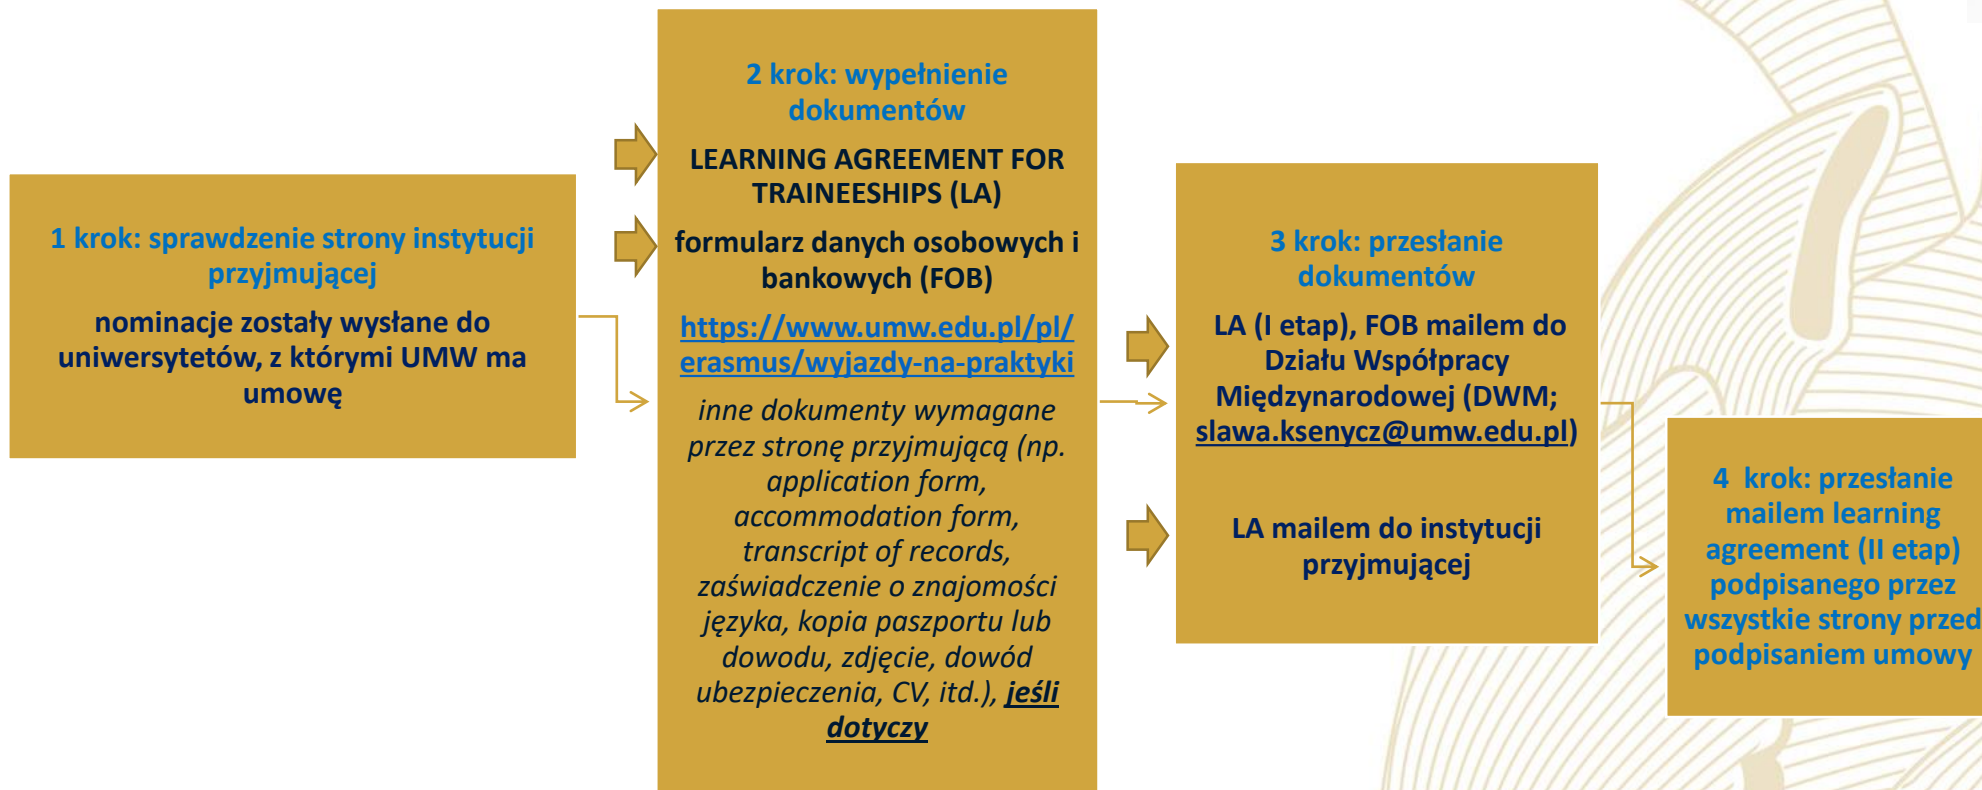 1 krok: sprawdzenie strony instytucji
przyjmującej
nominacje zostały wysłane do
uniwersytetów, z którymi UMW ma
umowę
2 krok: wypełnienie
dokumentów
LEARNING AGREEMENT FOR
TRAINEESHIPS (LA)
formularz danych osobowych i
bankowych (FOB)
https://www.umw.edu.pl/pl/
erasmus/wyjazdy-na-praktyki
inne dokumenty wymagane
przez stronę przyjmującą (np.
application form,
accommodation form,
transcript of records,
zaświadczenie o znajomości
języka, kopia paszportu lub
dowodu, zdjęcie, dowód
ubezpieczenia, CV, itd.), jeśli
dotyczy
3 krok: przesłanie
dokumentów
LA (I etap), FOB mailem do
Działu Współpracy
Międzynarodowej (DWM;
slawa.ksenycz@umw.edu.pl)
LA mailem do instytucji
przyjmującej
4 krok: przesłanie
mailem learning
agreement (II etap)
podpisanego przez
wszystkie strony przed
podpisaniem umowy